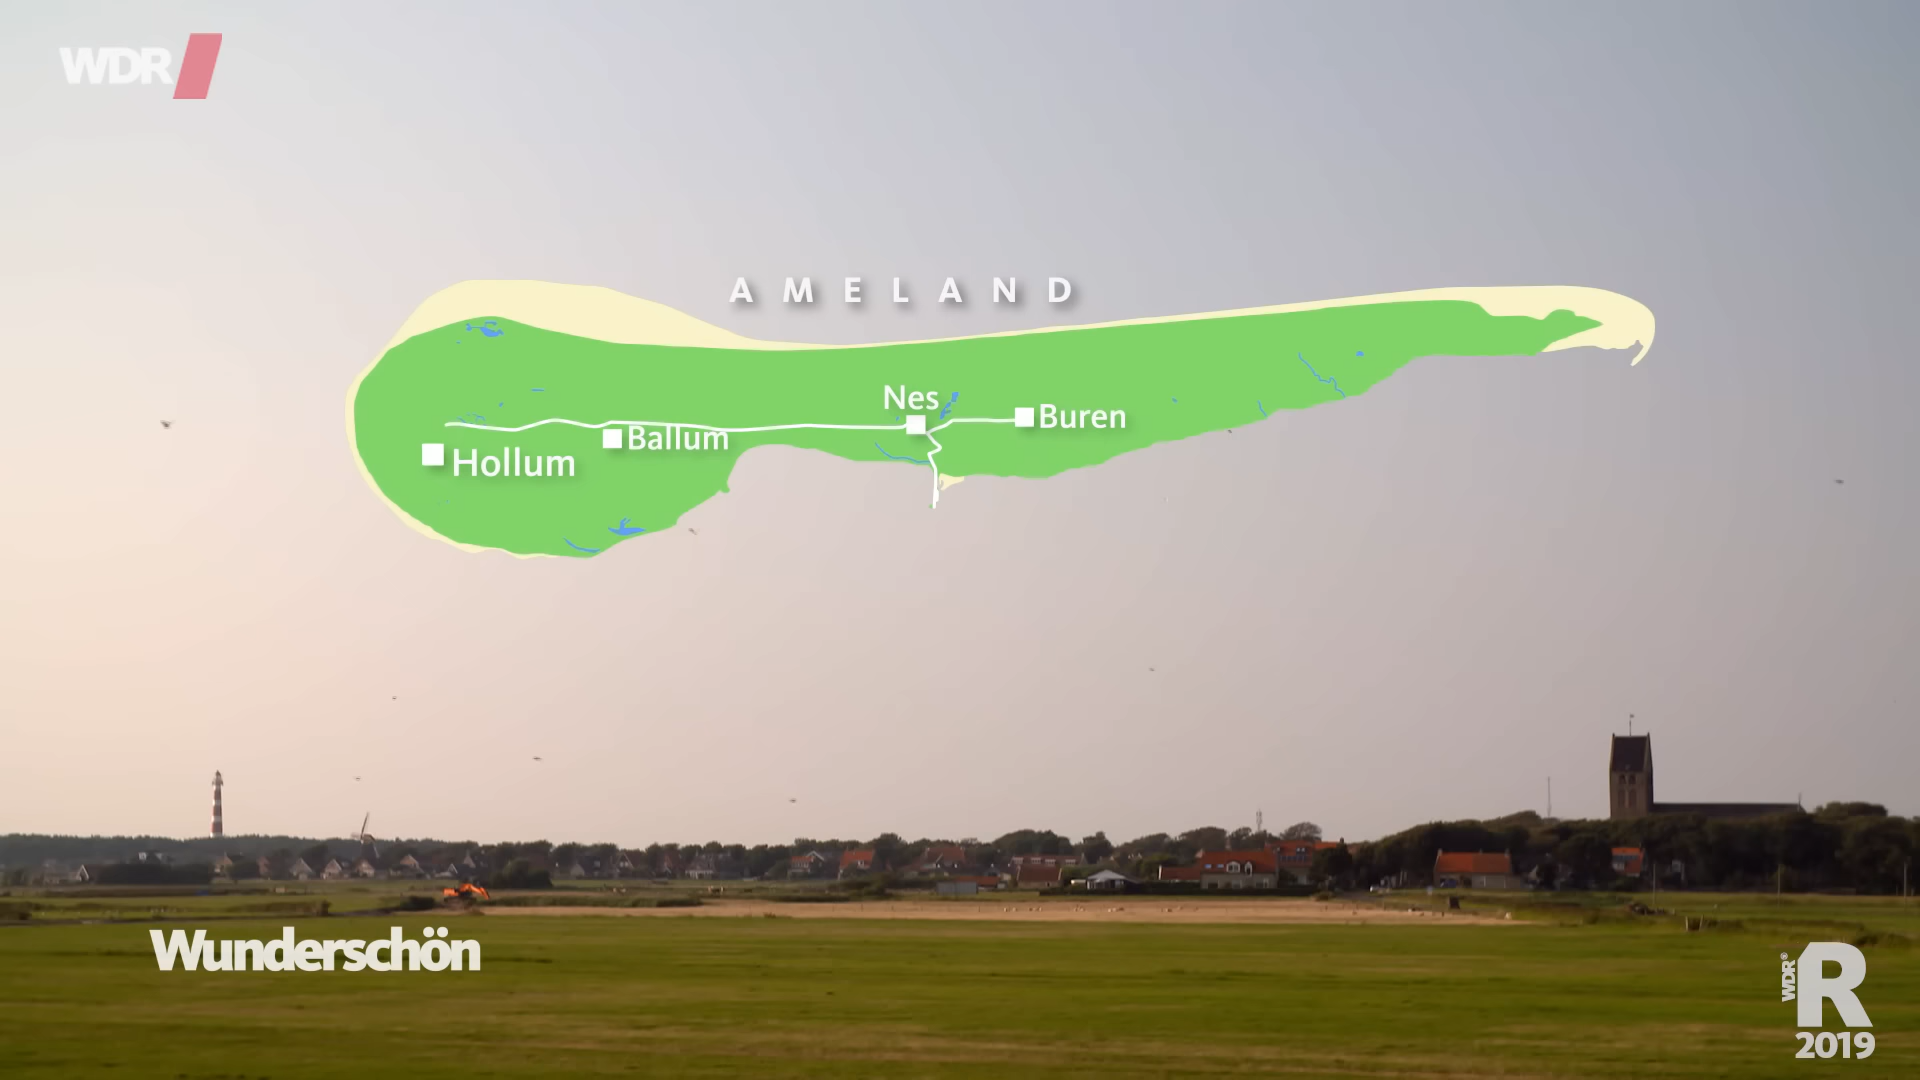 WDR
AMELAND
Nes
Buren
Ballum
Hollum
Wunderschön
WDR®
R
2019